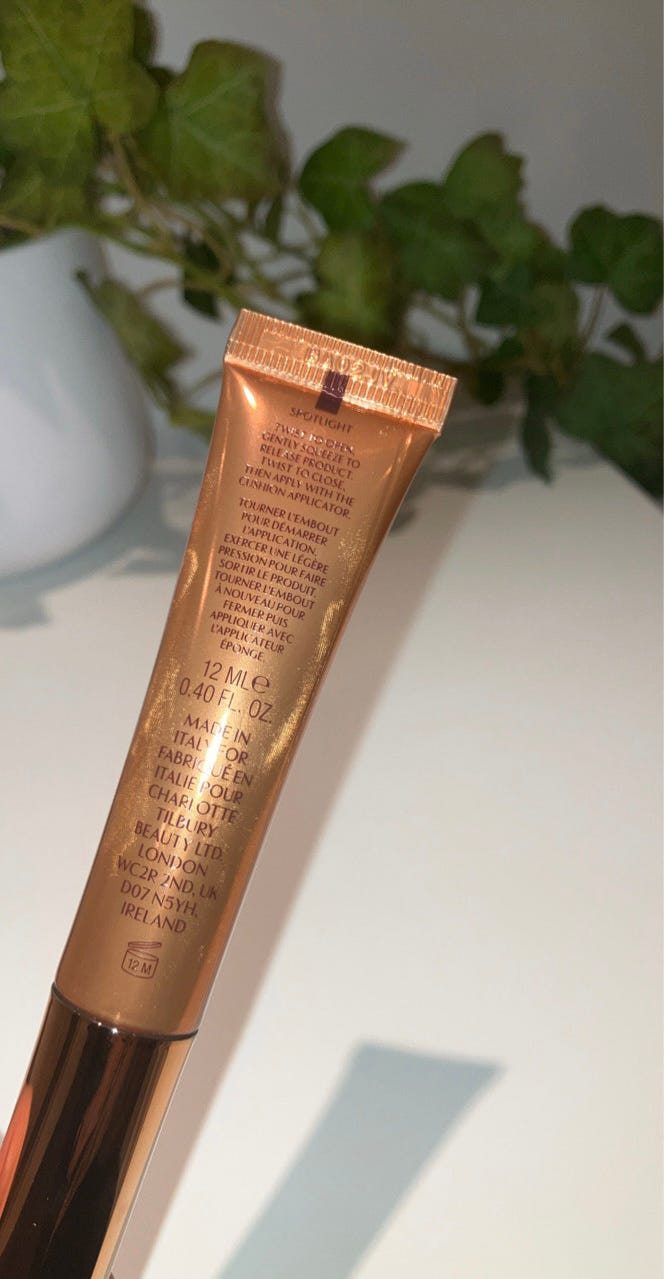 SPOTLIGHT
TWIST TO OPEN,
GENTLY SQUEEZE TO
RELEASE PRODUCT.
TWIST TO CLOSE,
THEN APPLY WITH THE
CUSHION APPLICATOR.
TOURNER L'EMBOUT
POUR DÉMARRER
L'APPLICATION.
EXERCER UNE LÉGÈRE
PRESSION POUR FAIRE
SORTIR LE PRODUIT.
TOURNER L'EMBOUT
À NOUVEAU POUR
FERMER PUIS
APPLIQUER AVEC
L'APPLICATEUR
ÉPONGE.
12 ML℮
0.40 FL. OZ.
MADE IN
ITALY FOR
FABRIQUÉ EN
ITALIE POUR
CHARLOTTE
TILBURY
BEAUTY LTD.
LONDON
WC2R 2ND, UK
D07 N5YH,
IRELAND
12 M